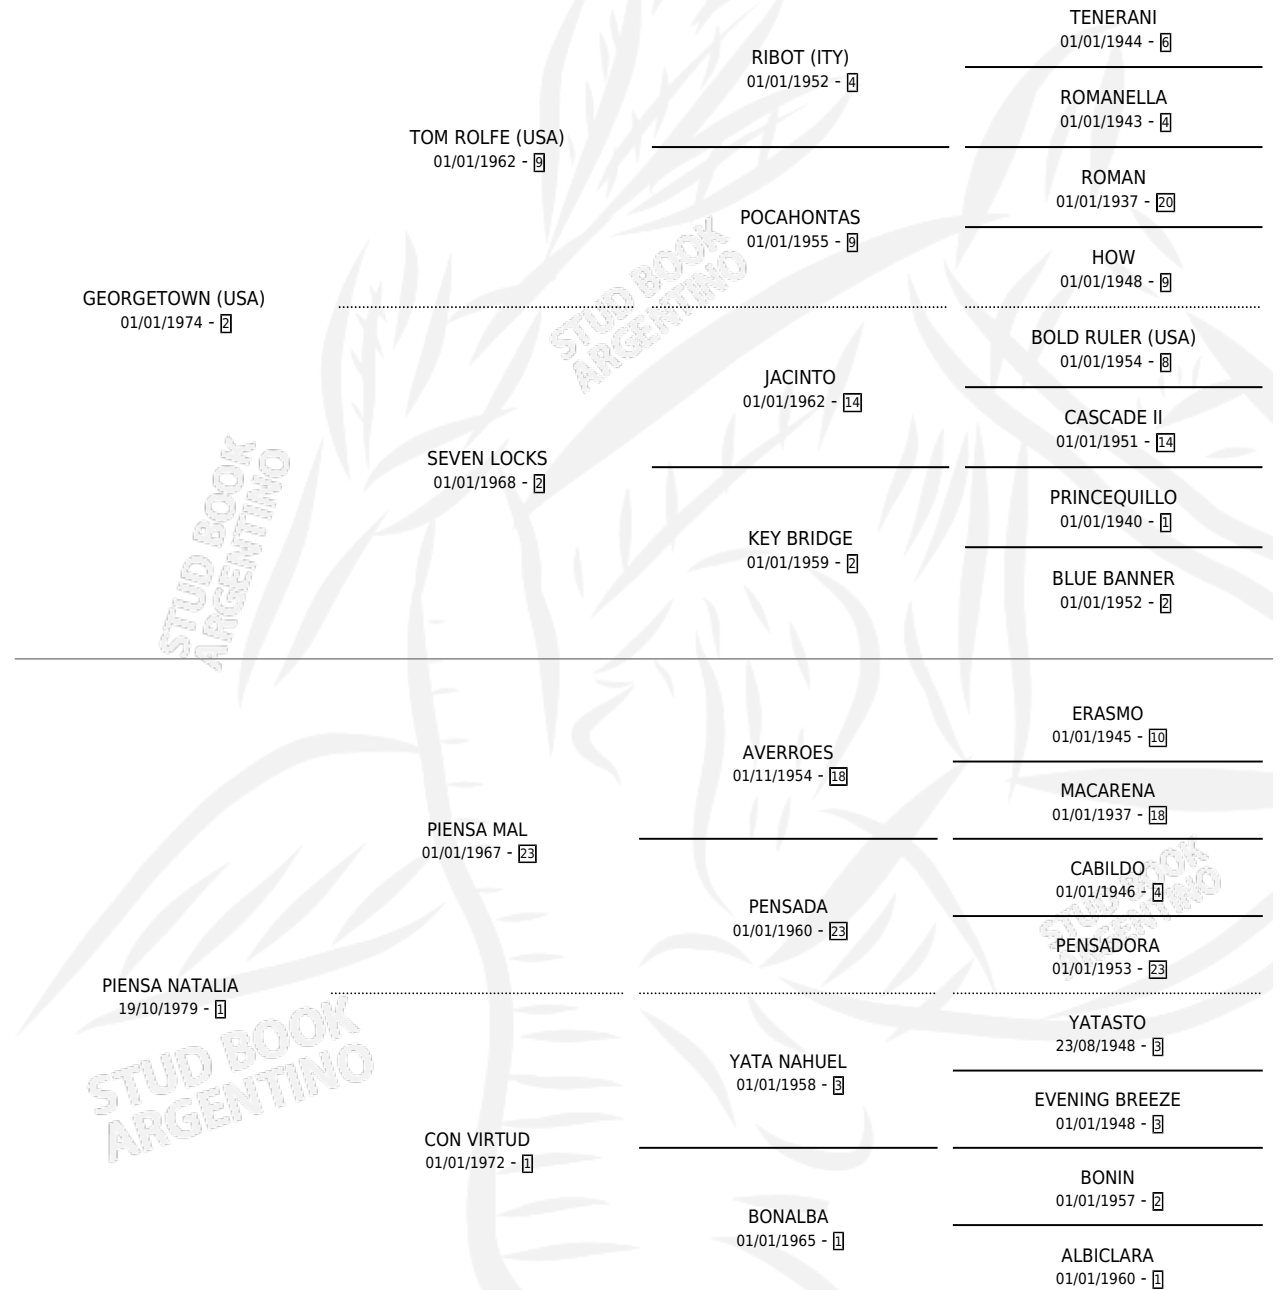 TENERANI
01/01/1944 - 6
RIBOT (ITY)
01/01/1952 - 4
ROMANELLA
01/01/1943 - 4
TOM ROLFE (USA)
01/01/1962 - 9
ROMAN
01/01/1937 - 20
POCAHONTAS
01/01/1955 - 9
HOW
01/01/1948 - 9
GEORGETOWN (USA)
01/01/1974 - 2
STUD BOOK
ARGENTINO
BOLD RULER (USA)
01/01/1954 - 8
JACINTO
01/01/1962 - 14
CASCADE II
01/01/1951 - 14
SEVEN LOCKS
01/01/1968 - 2
PRINCEQUILLO
01/01/1940 - 1
KEY BRIDGE
01/01/1959 - 2
BLUE BANNER
01/01/1952 - 2
STUD BOOK
ARGENTINO
ERASMO
01/01/1945 - 10
AVERROES
01/11/1954 - 18
MACARENA
01/01/1937 - 18
PIENSA MAL
01/01/1967 - 23
CABILDO
01/01/1946 - 4
PENSADA
01/01/1960 - 23
STUD BOOK
ARGENTINO
PENSADORA
01/01/1953 - 23
PIENSA NATALIA
19/10/1979 - 1
STUD BOOK
ARGENTINO
YATASTO
23/08/1948 - 3
YATA NAHUEL
01/01/1958 - 3
EVENING BREEZE
01/01/1948 - 3
CON VIRTUD
01/01/1972 - 1
BONIN
01/01/1957 - 2
BONALBA
01/01/1965 - 1
ALBICLARA
01/01/1960 - 1